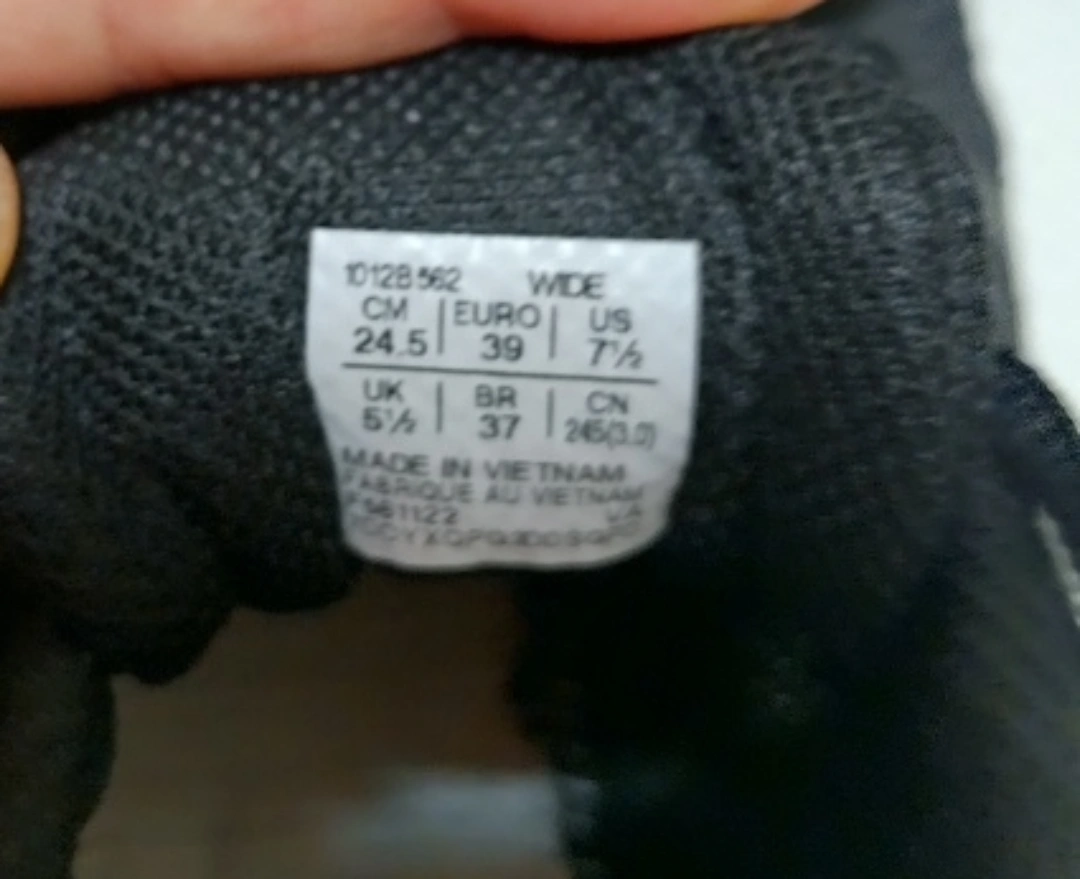 1012B562 WIDE
CM EURO US
24.5 39 7½
UK BR CN
5½ 37 245(3.0)
MADE IN VIETNAM
FABRIQUE AU VIETNAM